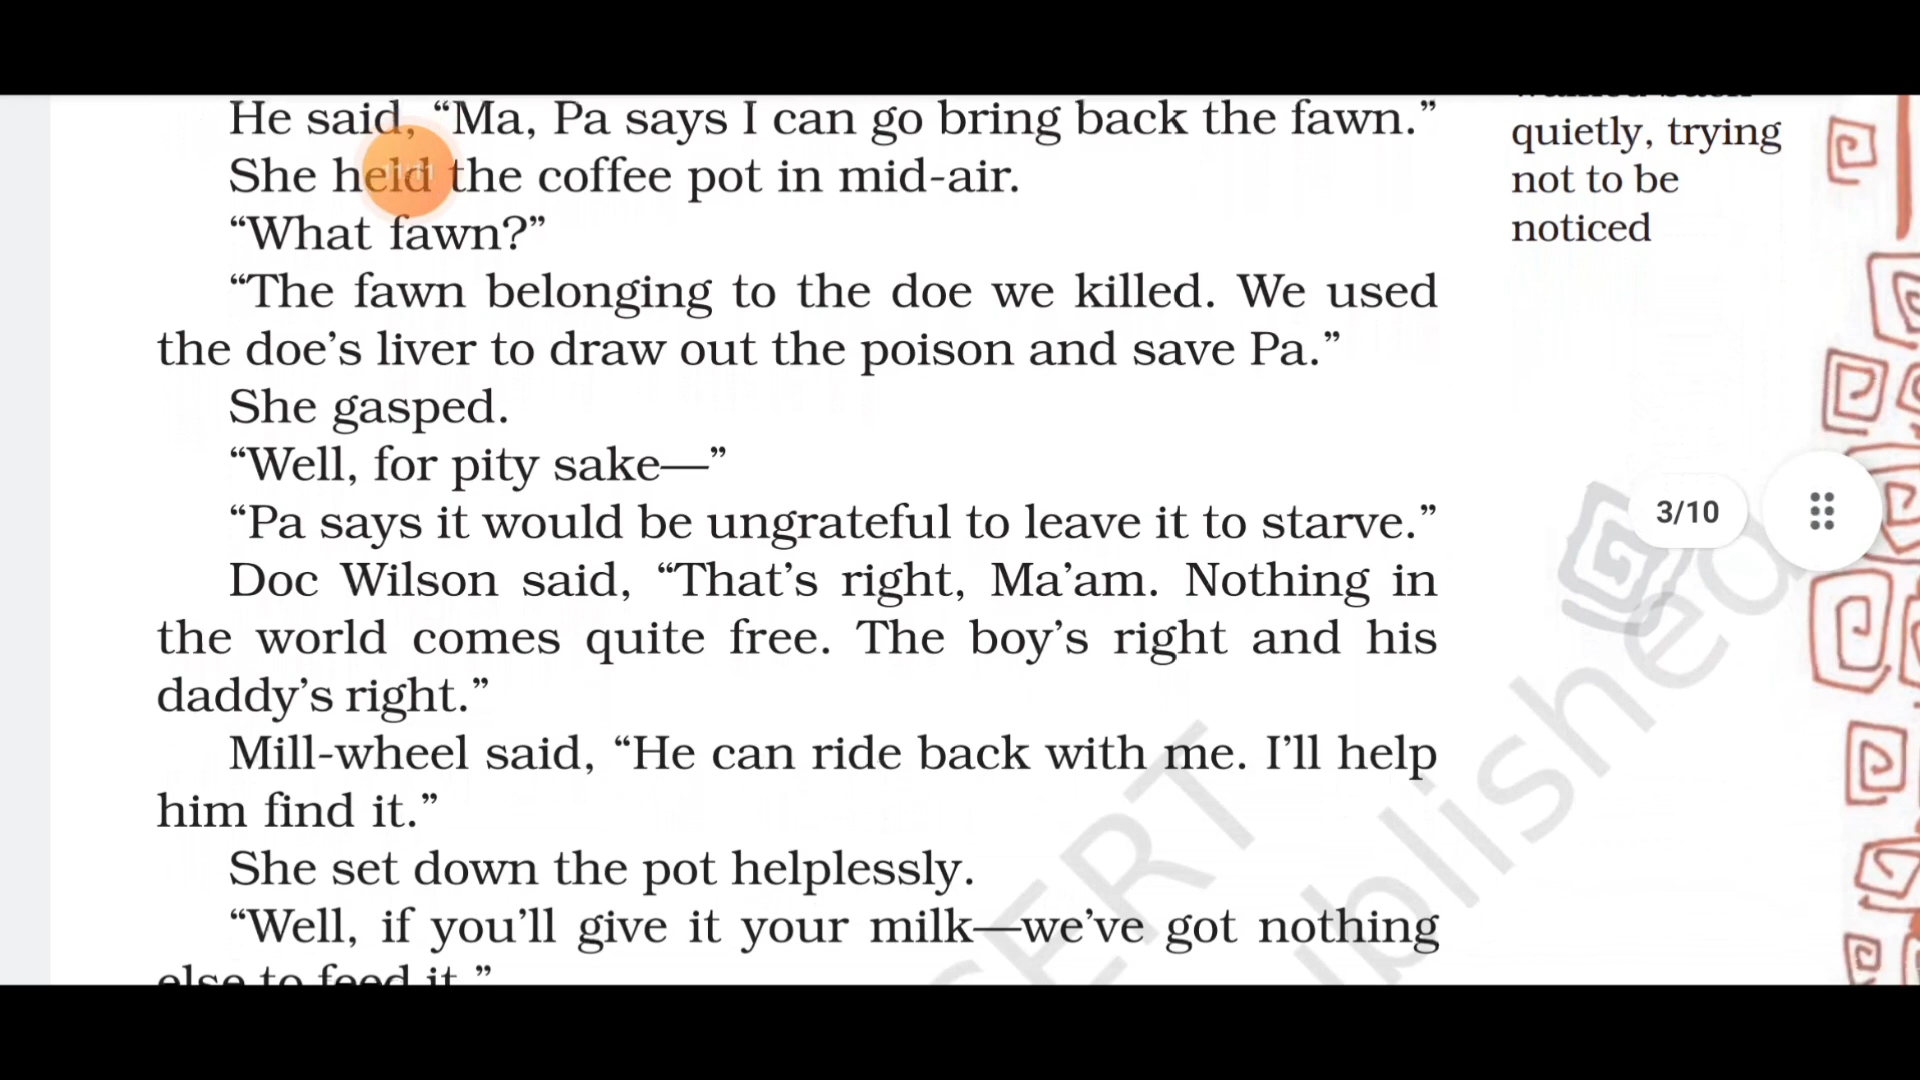 He said, “Ma, Pa says I can go bring back the fawn.”
She held the coffee pot in mid-air.
“What fawn?”
“The fawn belonging to the doe we killed. We used
the doe’s liver to draw out the poison and save Pa.”
She gasped.
“Well, for pity sake—”
“Pa says it would be ungrateful to leave it to starve.”
Doc Wilson said, “That’s right, Ma’am. Nothing in
the world comes quite free. The boy’s right and his
daddy’s right.”
Mill-wheel said, “He can ride back with me. I’ll help
him find it.”
She set down the pot helplessly.
“Well, if you’ll give it your milk—we’ve got nothing
else to feed it.”
quietly, trying
not to be
noticed
3/10